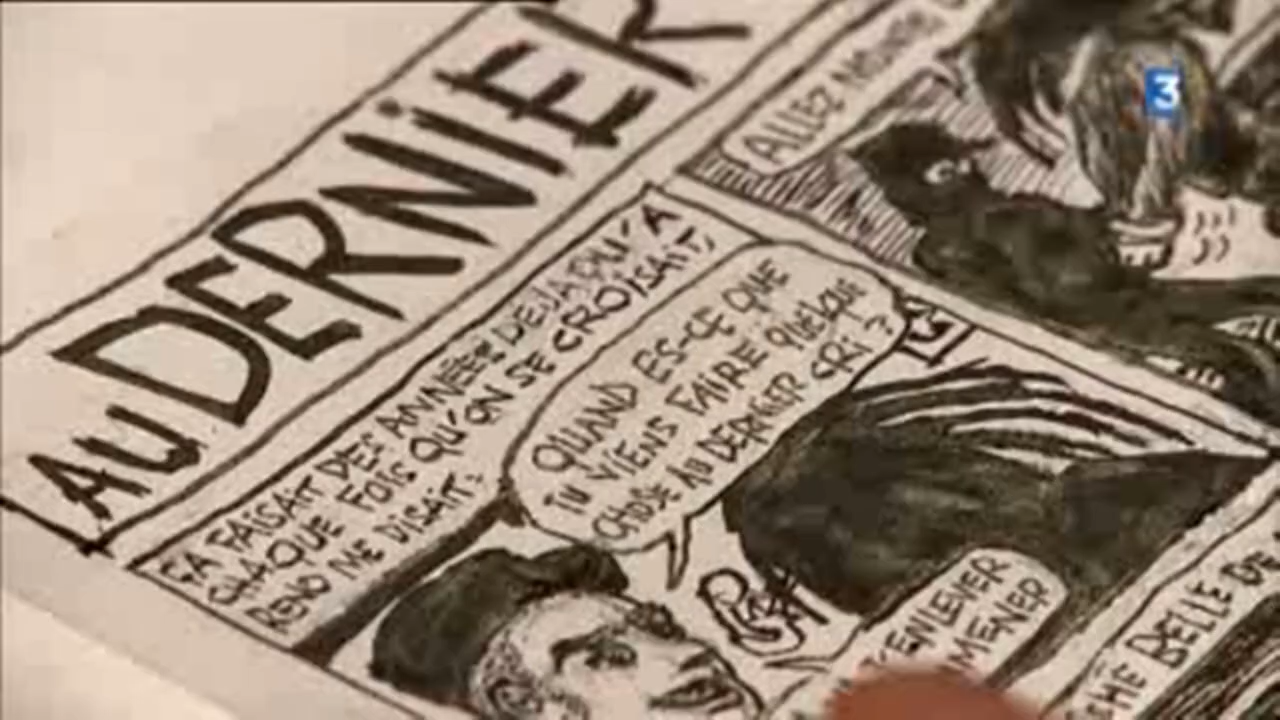 AU DERNIER
3
ALLEZ
ÇA FAISAIT DES ANNÉES DÉJÀ QU'À
CHAQUE FOIS QU'ON SE CROISAIT,
RENO ME DISAIT:
QUAND ES-CE QUE
TU VIENS FAIRE QUELQUE
CHOSE AU DERNIER CRI?
ENLEVER
MENER
CHE BELLE DE